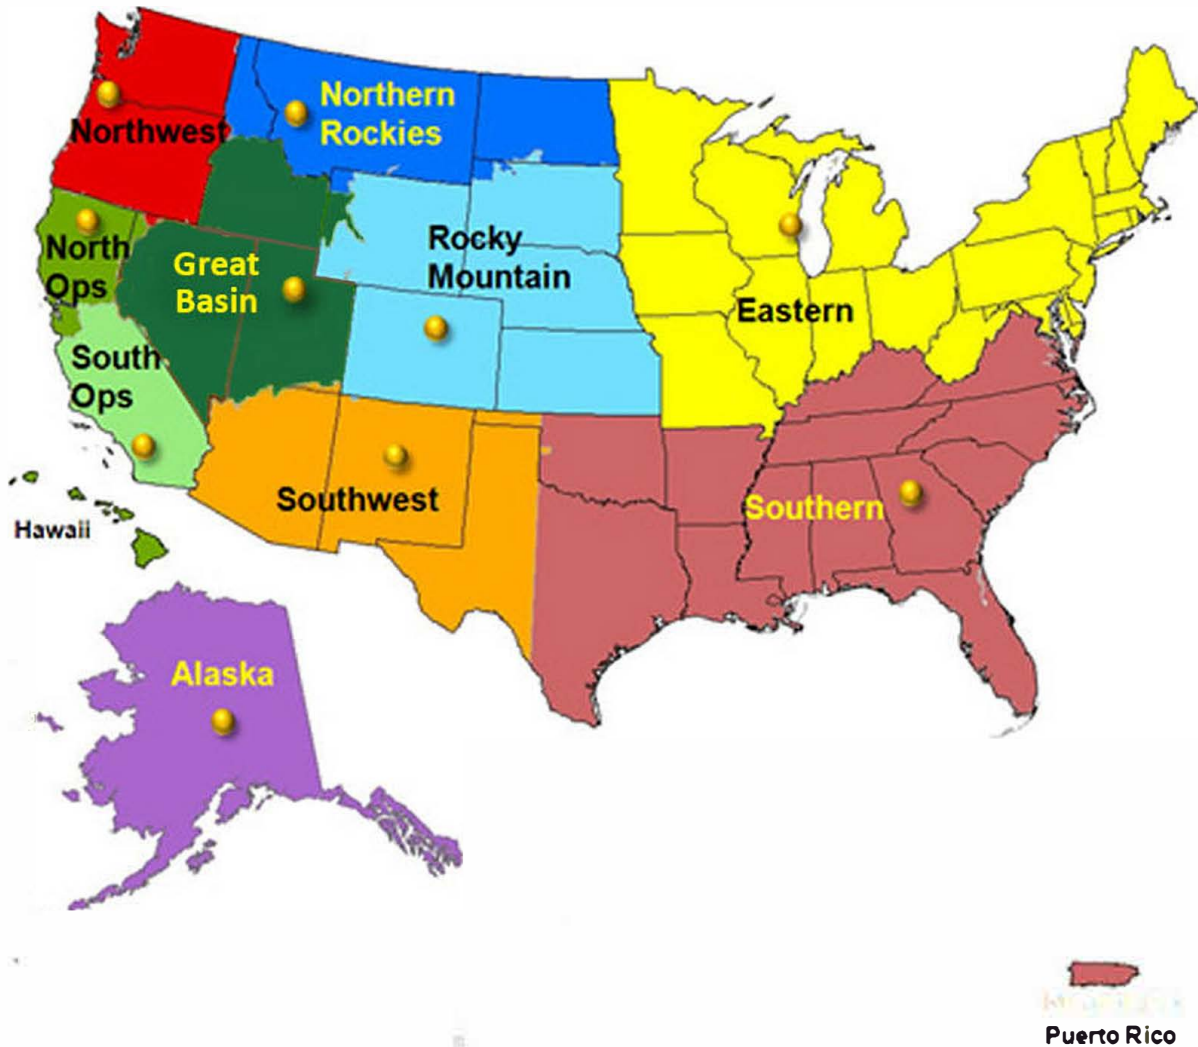 Northern
Rockies
Northwest
Rocky
Mountain
North
Ops
Great
Basin
Eastern
South
Ops
Southwest
Southern
Hawaii
Alaska
Puerto Rico